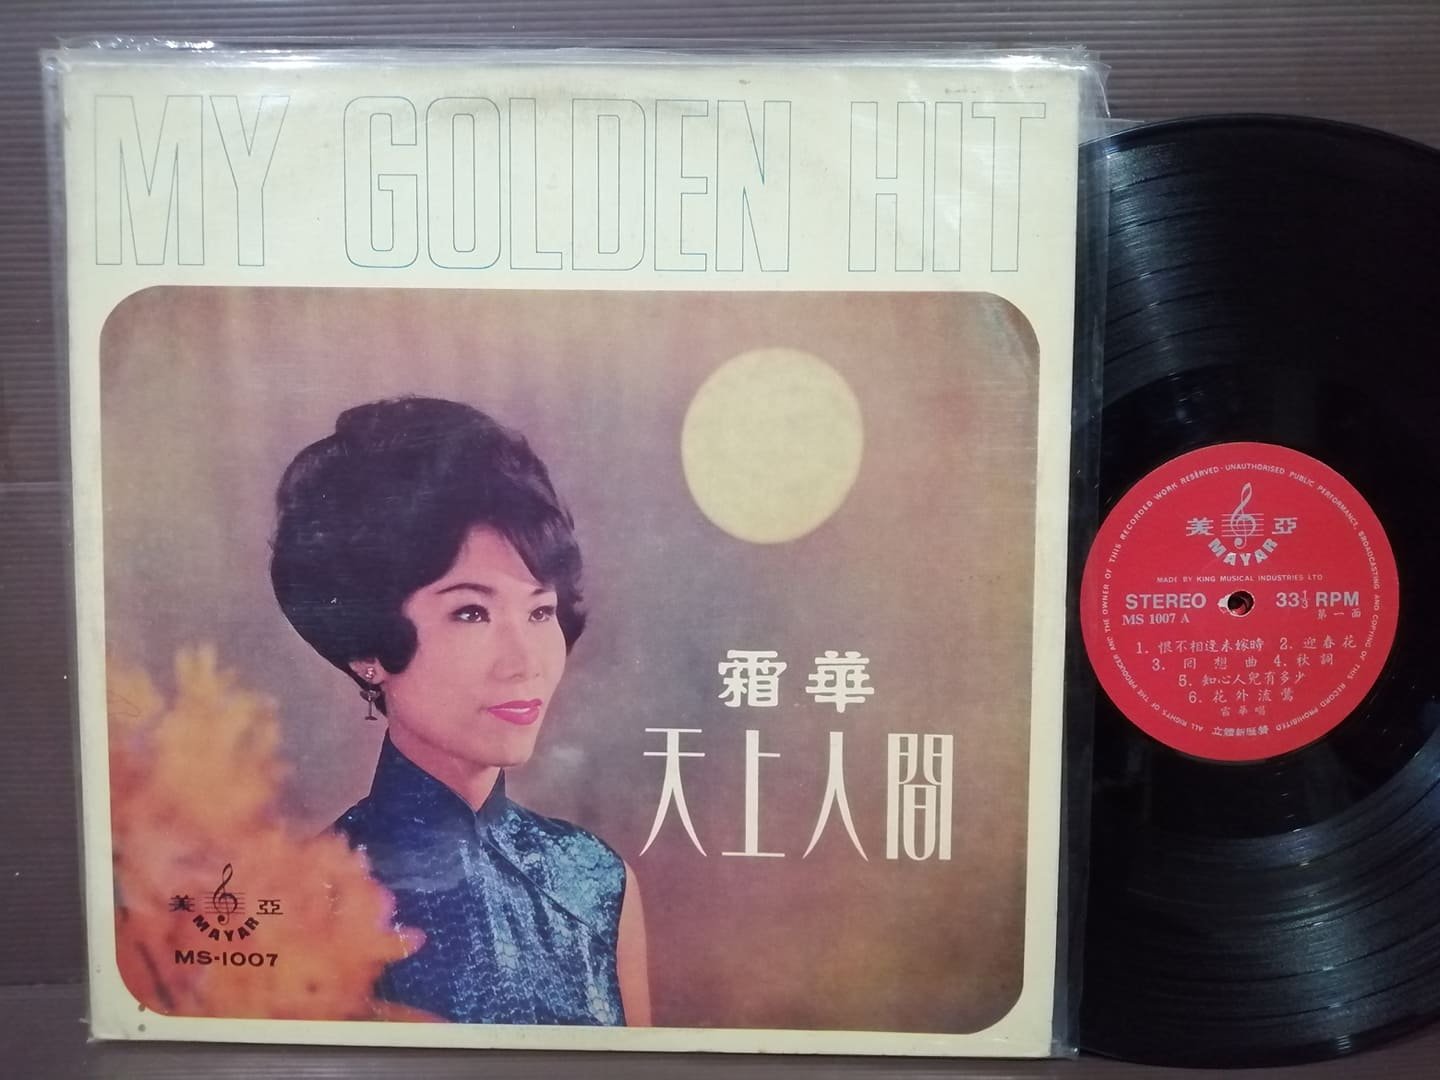 MY GOLDEN HIT
霜華
天上人間
美 亞
MAYAR
MS-1007
ALL RIGHTS OF THE PRODUCER AND THE OWNER OF THIS RECORDED WORK RESERVED · UNAUTHORISED PUBLIC PERFORMANCE, BROADCASTING AND COPYING OF THIS RECORD PROHIBITED
美 亞
MAYAR
MADE BY KING MUSICAL INDUSTRIES LTD
STEREO 33⅓ RPM
MS 1007 A 第一面
1. 恨不相逢未嫁時 2. 迎春花
3. 回想曲 4. 秋詞
5. 知心人兒有多少
6. 花外流鶯
霜華唱